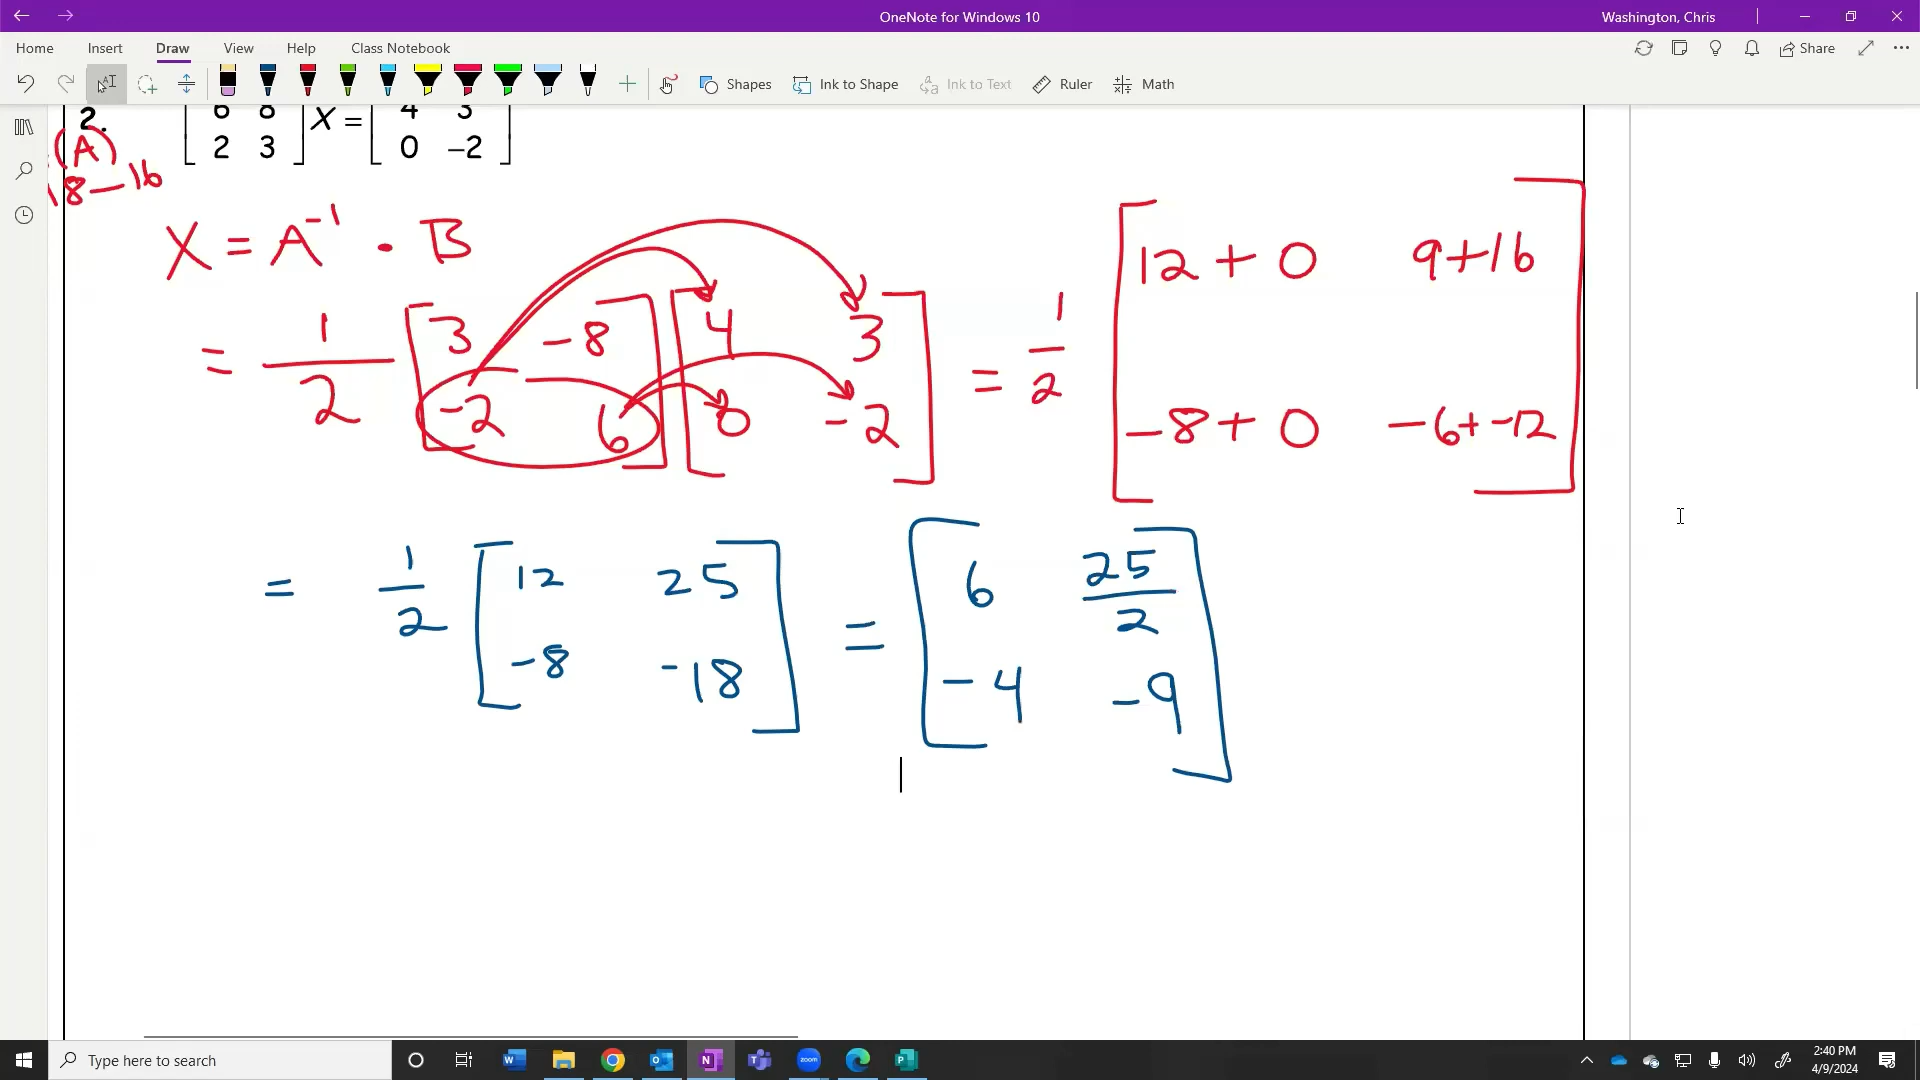 OneNote for Windows 10
Washington, Chris
Home Insert Draw View Help Class Notebook
Share
Shapes Ink to Shape Ink to Text Ruler Math
2. [ 6 8 ] X = [ 4 3 ]
[ 2 3 ] [ 0 −2 ]
(A)
18 − 16
X = A⁻¹ • B
= 1/2 [ 3 −8 ] [ 4 3 ] = 1/2 [ 12 + 0 9 + 16 ]
[ −2 6 ] [ 0 −2 ] [ −8 + 0 −6 + −12 ]
= 1/2 [ 12 25 ] = [ 6 25/2 ]
[ −8 −18 ] [ −4 −9 ]
Type here to search
2:40 PM
4/9/2024